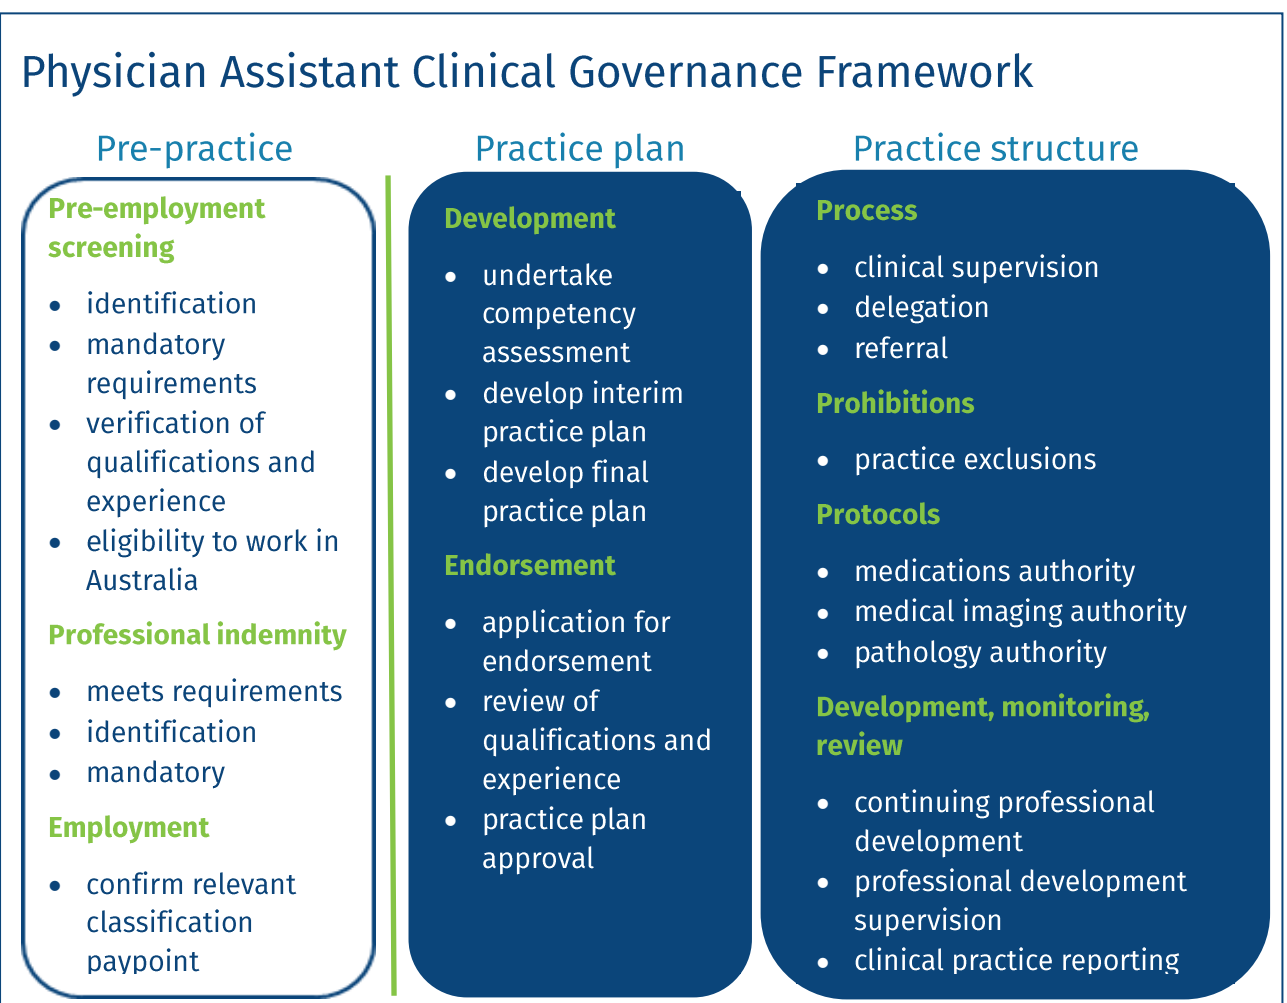 Physician Assistant Clinical Governance Framework
Pre-practice
Pre-employment
screening
• identification
• mandatory
requirements
• verification of
qualifications and
experience
• eligibility to work in
Australia
Professional indemnity
• meets requirements
• identification
• mandatory
Employment
• confirm relevant
classification
paypoint
Practice plan
Development
• undertake
competency
assessment
• develop interim
practice plan
• develop final
practice plan
Endorsement
• application for
endorsement
• review of
qualifications and
experience
• practice plan
approval
Practice structure
Process
• clinical supervision
• delegation
• referral
Prohibitions
• practice exclusions
Protocols
• medications authority
• medical imaging authority
• pathology authority
Development, monitoring,
review
• continuing professional
development
• professional development
supervision
• clinical practice reporting